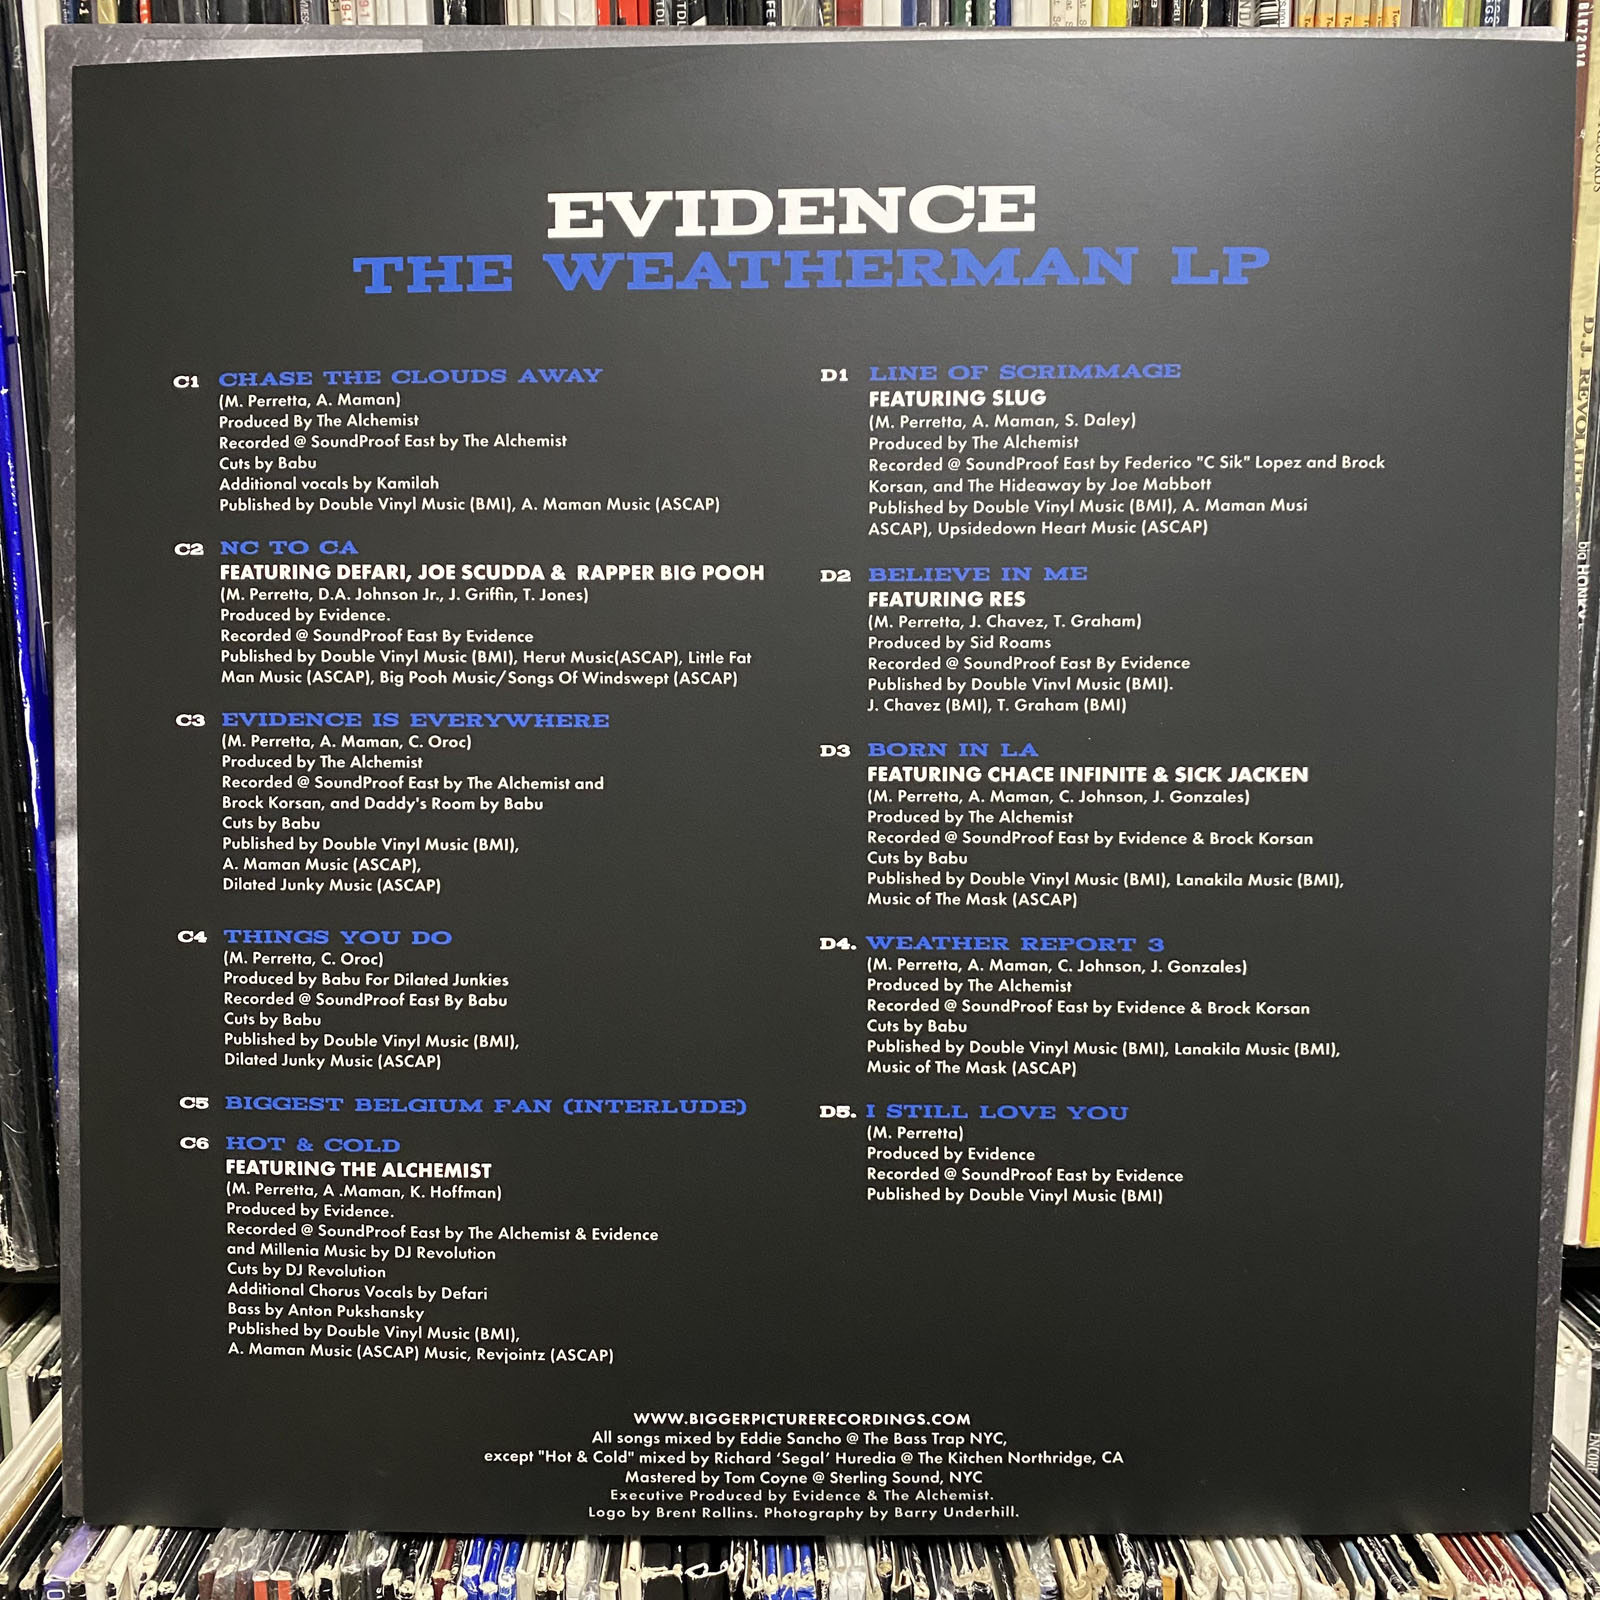 EVIDENCE
THE WEATHERMAN LP
C1 CHASE THE CLOUDS AWAY
(M. Perretta, A. Maman)
Produced By The Alchemist
Recorded @ SoundProof East by The Alchemist
Cuts by Babu
Additional vocals by Kamilah
Published by Double Vinyl Music (BMI), A. Maman Music (ASCAP)
C2 NC TO CA
FEATURING DEFARI, JOE SCUDDA & RAPPER BIG POOH
(M. Perretta, D.A. Johnson Jr., J. Griffin, T. Jones)
Produced by Evidence.
Recorded @ SoundProof East By Evidence
Published by Double Vinyl Music (BMI), Herut Music(ASCAP), Little Fat
Man Music (ASCAP), Big Pooh Music/Songs Of Windswept (ASCAP)
C3 EVIDENCE IS EVERYWHERE
(M. Perretta, A. Maman, C. Oroc)
Produced by The Alchemist
Recorded @ SoundProof East by The Alchemist and
Brock Korsan, and Daddy's Room by Babu
Cuts by Babu
Published by Double Vinyl Music (BMI),
A. Maman Music (ASCAP),
Dilated Junky Music (ASCAP)
C4 THINGS YOU DO
(M. Perretta, C. Oroc)
Produced by Babu For Dilated Junkies
Recorded @ SoundProof East By Babu
Cuts by Babu
Published by Double Vinyl Music (BMI),
Dilated Junky Music (ASCAP)
C5 BIGGEST BELGIUM FAN (INTERLUDE)
C6 HOT & COLD
FEATURING THE ALCHEMIST
(M. Perretta, A .Maman, K. Hoffman)
Produced by Evidence.
Recorded @ SoundProof East by The Alchemist & Evidence
and Millenia Music by DJ Revolution
Cuts by DJ Revolution
Additional Chorus Vocals by Defari
Bass by Anton Pukshansky
Published by Double Vinyl Music (BMI),
A. Maman Music (ASCAP) Music, Revjointz (ASCAP)
D1 LINE OF SCRIMMAGE
FEATURING SLUG
(M. Perretta, A. Maman, S. Daley)
Produced by The Alchemist
Recorded @ SoundProof East by Federico "C Sik" Lopez and Brock
Korsan, and The Hideaway by Joe Mabbott
Published by Double Vinyl Music (BMI), A. Maman Musi
ASCAP), Upsidedown Heart Music (ASCAP)
D2 BELIEVE IN ME
FEATURING RES
(M. Perretta, J. Chavez, T. Graham)
Produced by Sid Roams
Recorded @ SoundProof East By Evidence
Published by Double Vinvl Music (BMI).
J. Chavez (BMI), T. Graham (BMI)
D3 BORN IN LA
FEATURING CHACE INFINITE & SICK JACKEN
(M. Perretta, A. Maman, C. Johnson, J. Gonzales)
Produced by The Alchemist
Recorded @ SoundProof East by Evidence & Brock Korsan
Cuts by Babu
Published by Double Vinyl Music (BMI), Lanakila Music (BMI),
Music of The Mask (ASCAP)
D4. WEATHER REPORT 3
(M. Perretta, A. Maman, C. Johnson, J. Gonzales)
Produced by The Alchemist
Recorded @ SoundProof East by Evidence & Brock Korsan
Cuts by Babu
Published by Double Vinyl Music (BMI), Lanakila Music (BMI),
Music of The Mask (ASCAP)
D5. I STILL LOVE YOU
(M. Perretta)
Produced by Evidence
Recorded @ SoundProof East by Evidence
Published by Double Vinyl Music (BMI)
WWW.BIGGERPICTURERECORDINGS.COM
All songs mixed by Eddie Sancho @ The Bass Trap NYC,
except "Hot & Cold" mixed by Richard ‘Segal’ Huredia @ The Kitchen Northridge, CA
Mastered by Tom Coyne @ Sterling Sound, NYC
Executive Produced by Evidence & The Alchemist.
Logo by Brent Rollins. Photography by Barry Underhill.